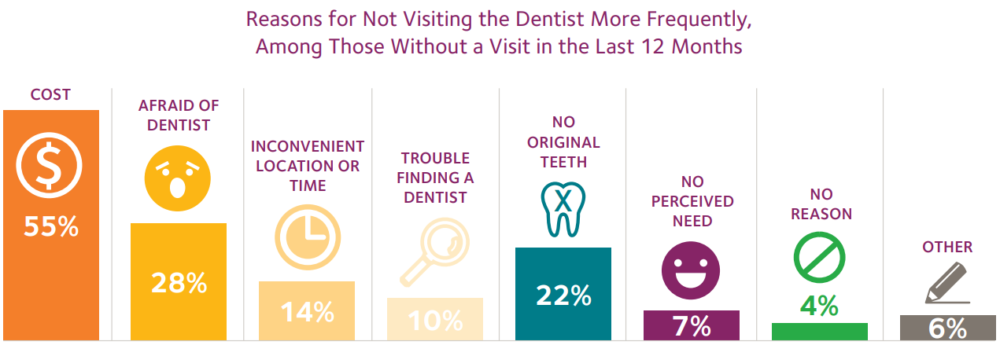 Reasons for Not Visiting the Dentist More Frequently,
Among Those Without a Visit in the Last 12 Months
COST
$
55%
AFRAID OF
DENTIST
28%
INCONVENIENT
LOCATION OR
TIME
14%
TROUBLE
FINDING A
DENTIST
10%
NO
ORIGINAL
TEETH
X
22%
NO
PERCEIVED
NEED
7%
NO
REASON
4%
OTHER
6%